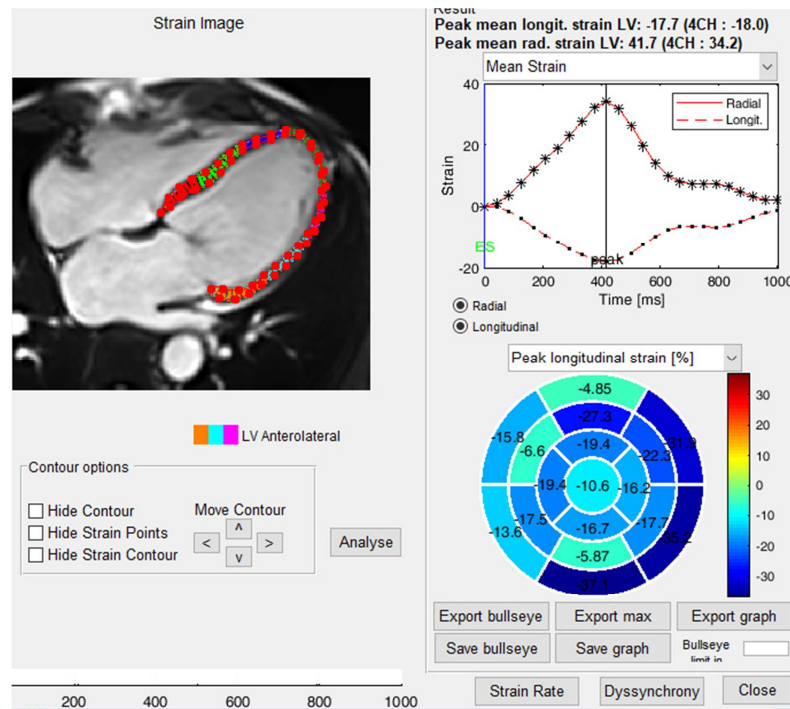 Strain Image
Result
Peak mean longit. strain LV: -17.7 (4CH : -18.0)
Peak mean rad. strain LV: 41.7 (4CH : 34.2)
Mean Strain
40
20
0
-20
Strain
Radial
Longit.
ES
peak
0 200 400 600 800 1000
Time [ms]
Radial
Longitudinal
Peak longitudinal strain [%]
-4.85
-27.3
-15.8
-6.6
-19.4
-22.3
-31.9
-19.4
-10.6
-16.2
-13.6
-17.5
-16.7
-17.7
-35.2
-5.87
-37.1
30
20
10
0
-10
-20
-30
LV Anterolateral
Contour options
Hide Contour
Hide Strain Points
Hide Strain Contour
Move Contour
<
^
v
>
Analyse
Export bullseye
Export max
Export graph
Save bullseye
Save graph
Bullseye
limit in
Strain Rate
Dyssynchrony
Close
200 400 600 800 1000